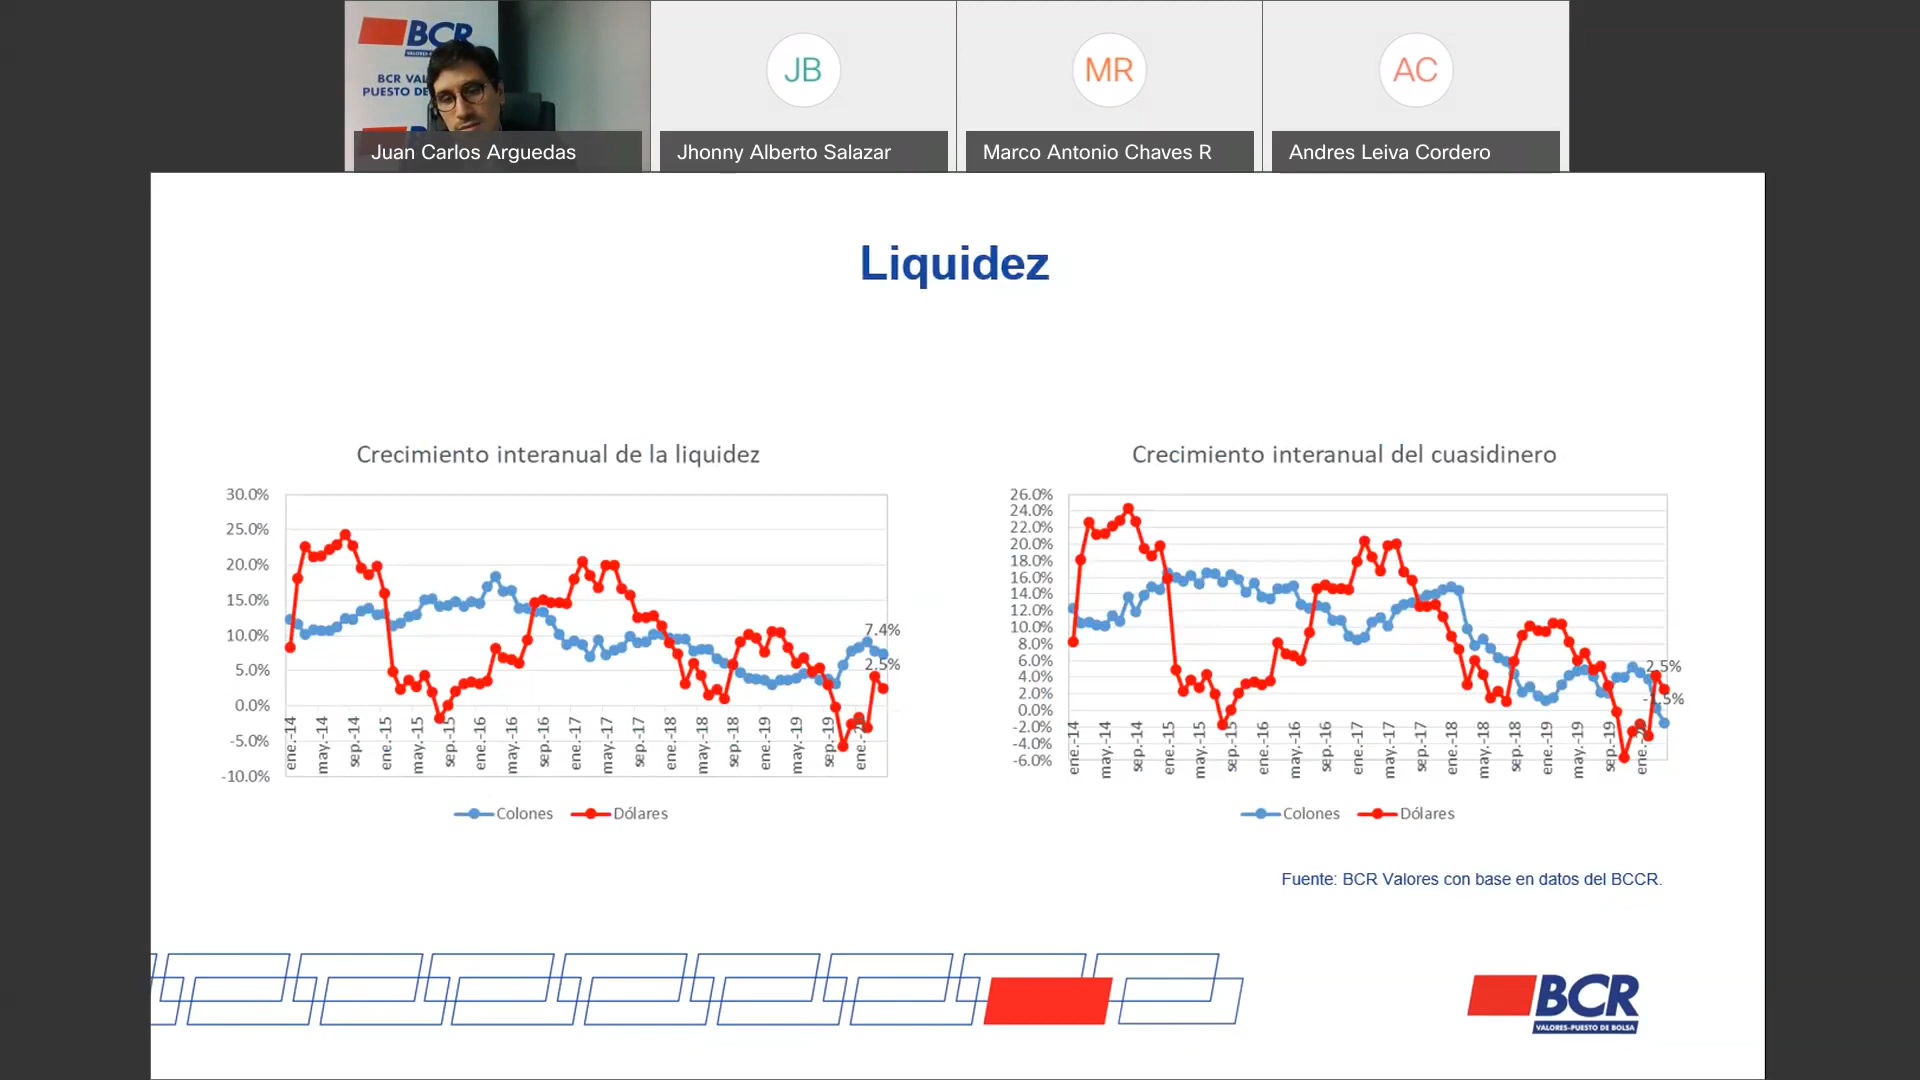 BCR
BCR VAL
PUESTO DE
JB
MR
AC
Juan Carlos Arguedas
Jhonny Alberto Salazar
Marco Antonio Chaves R
Andres Leiva Cordero
Liquidez
Crecimiento interanual de la liquidez
30.0%
25.0%
20.0%
15.0%
10.0%
5.0%
0.0%
-5.0%
-10.0%
7.4%
2.5%
ene.-14
may.-14
sep.-14
ene.-15
may.-15
sep.-15
ene.-16
may.-16
sep.-16
ene.-17
may.-17
sep.-17
ene.-18
may.-18
sep.-18
ene.-19
may.-19
sep.-19
Colones
Dólares
Crecimiento interanual del cuasidinero
26.0%
24.0%
22.0%
20.0%
18.0%
16.0%
14.0%
12.0%
10.0%
8.0%
6.0%
4.0%
2.0%
0.0%
-2.0%
-4.0%
-6.0%
2.5%
-1.5%
ene.-14
may.-14
sep.-14
ene.-15
may.-15
sep.-15
ene.-16
may.-16
sep.-16
ene.-17
may.-17
sep.-17
ene.-18
may.-18
sep.-18
ene.-19
may.-19
sep.-19
Colones
Dólares
Fuente: BCR Valores con base en datos del BCCR.
BCR
VALORES-PUESTO DE BOLSA